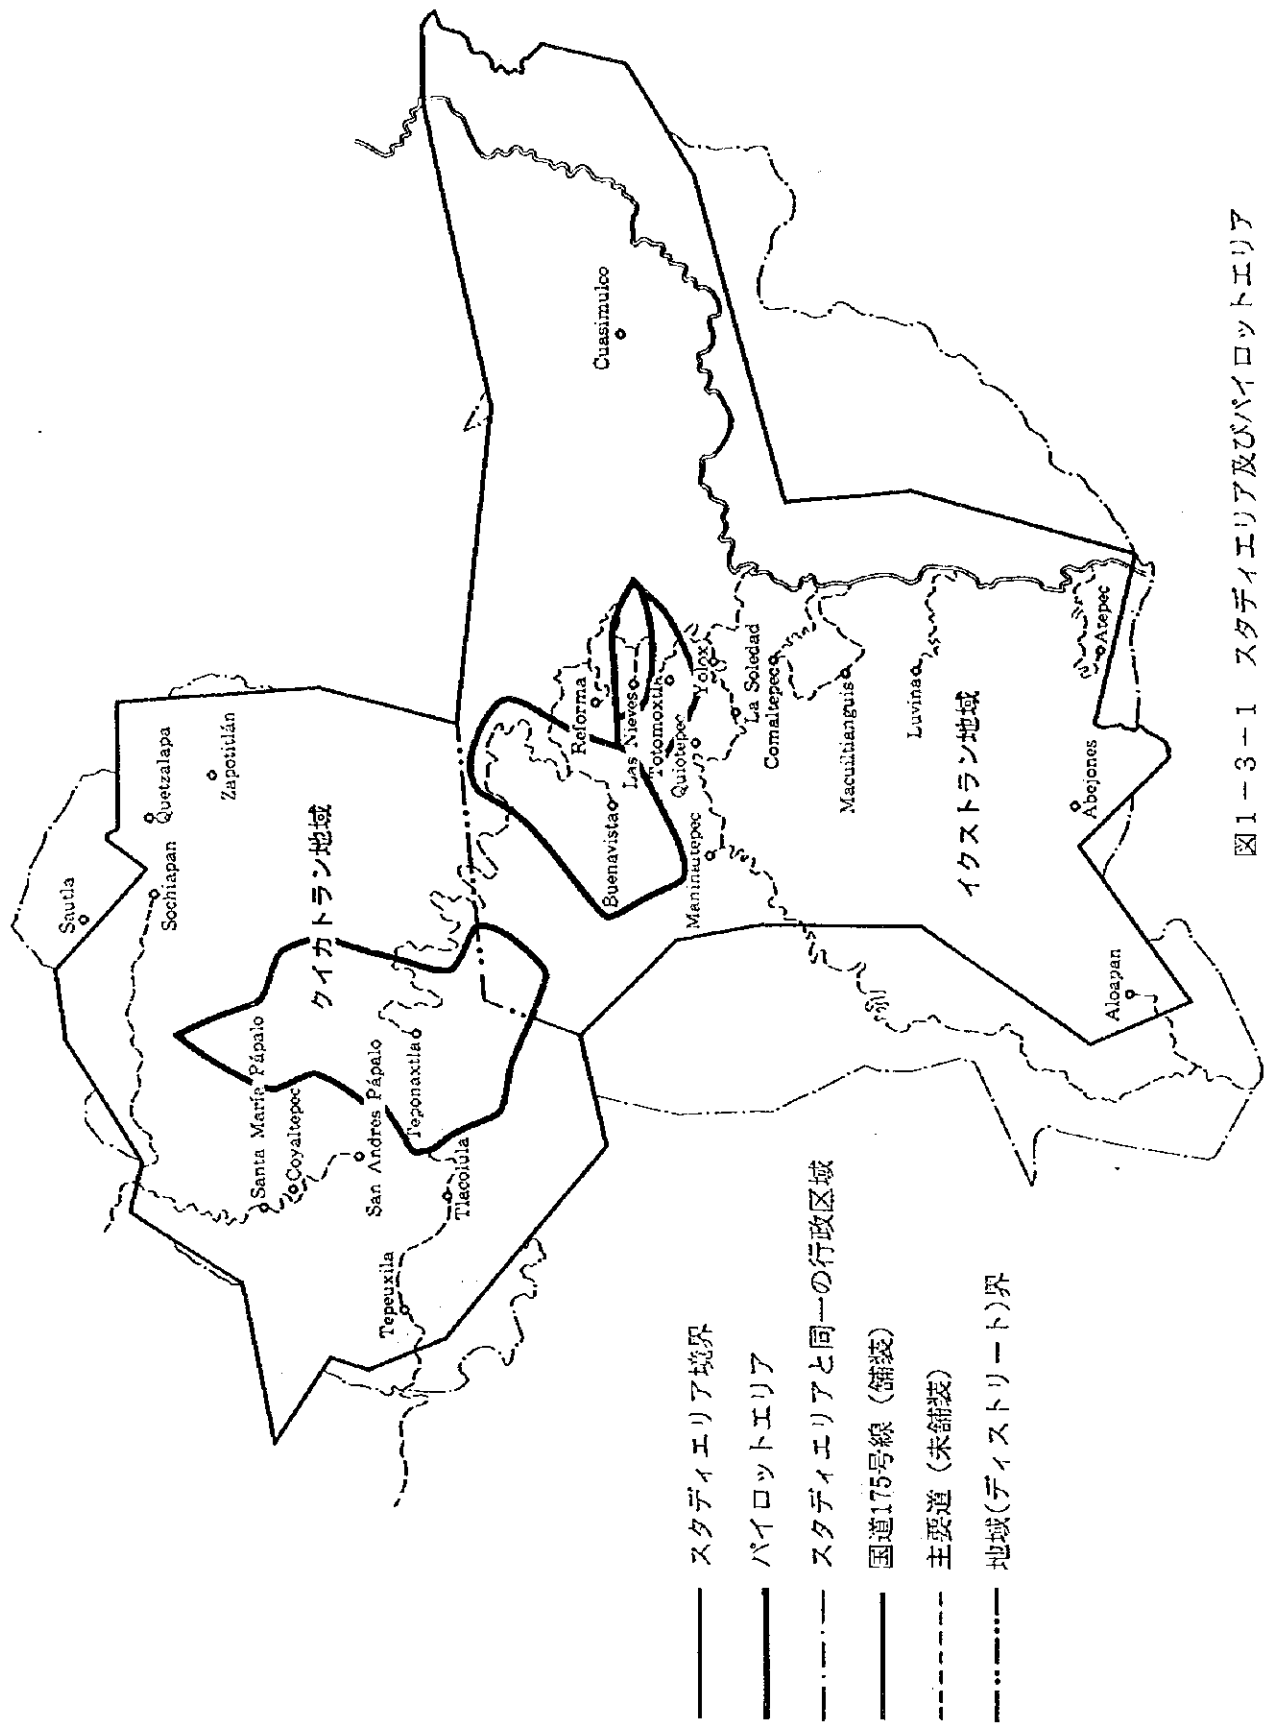 Sautla
Quetzalapa
Sochiapan
Zapotitlán
クイカトラン地域
Santa Marie Pápalo
Coyaltepec
San Andres Pápalo
Teponaxtla
Tlacolula
Tepeuxila
Cuasimulco
Reforma
Las Nieves
Totomoxtla
Buenavista
Quiotepec
Yolox
Maninautepec
La Soledad
Comaltepec
Macuiltianguis
Luvina
イクストラン地域
Atepec
Abejones
Aloapan
スタディエリア境界
パイロットエリア
スタディエリアと同一の行政区域
国道175号線（舗装）
主要道（未舗装）
地域(ディストリート)界
図1-3-1 スタディエリア及びパイロットエリア